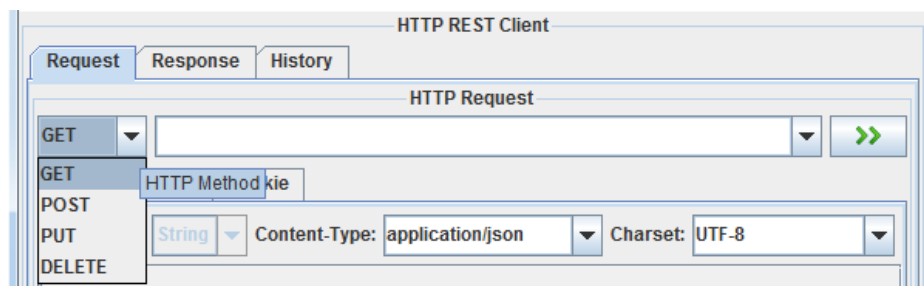 HTTP REST Client
Request Response History
HTTP Request
GET
GET
HTTP Method kie
POST
PUT String Content-Type: application/json Charset: UTF-8
DELETE